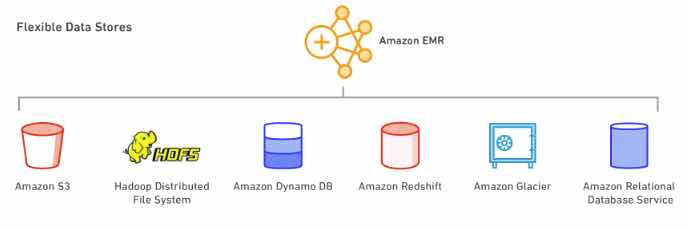 Flexible Data Stores
Amazon EMR
HDFS
Amazon S3
Hadoop Distributed
File System
Amazon Dynamo DB
Amazon Redshift
Amazon Glacier
Amazon Relational
Database Service